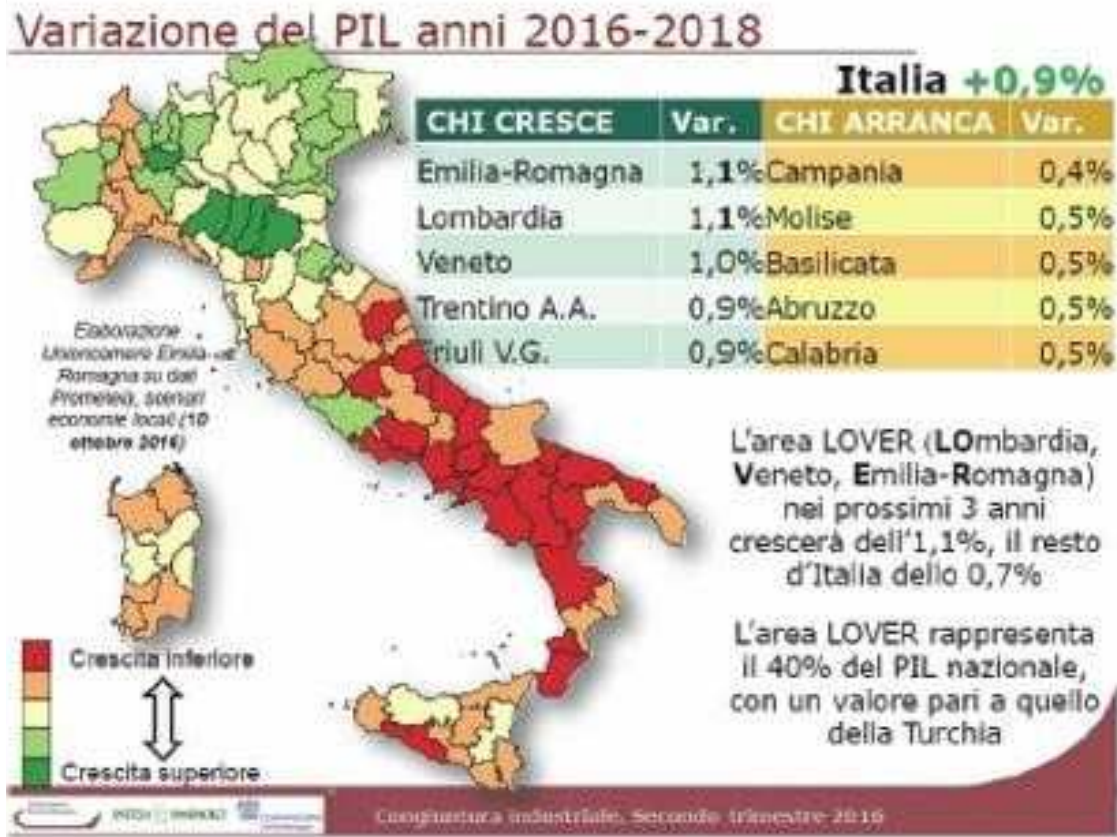 Variazione del PIL anni 2016-2018
Italia +0,9%
CHI CRESCE Var. CHI ARRANCA Var.
Emilia-Romagna 1,1% Campania 0,4%
Lombardia 1,1% Molise 0,5%
Veneto 1,0% Basilicata 0,5%
Trentino A.A. 0,9% Abruzzo 0,5%
Friuli V.G. 0,9% Calabria 0,5%
Elaborazione
Unioncamere Emilia-
Romagna su dati
Prometeia, scenari
economie locali (10
ottobre 2016)
L'area LOVER (LOmbardia,
Veneto, Emilia-Romagna)
nei prossimi 3 anni
crescerà dell'1,1%, il resto
d'Italia dello 0,7%
L'area LOVER rappresenta
il 40% del PIL nazionale,
con un valore pari a quello
della Turchia
Crescita inferiore
Crescita superiore
Congiuntura industriale. Secondo trimestre 2016